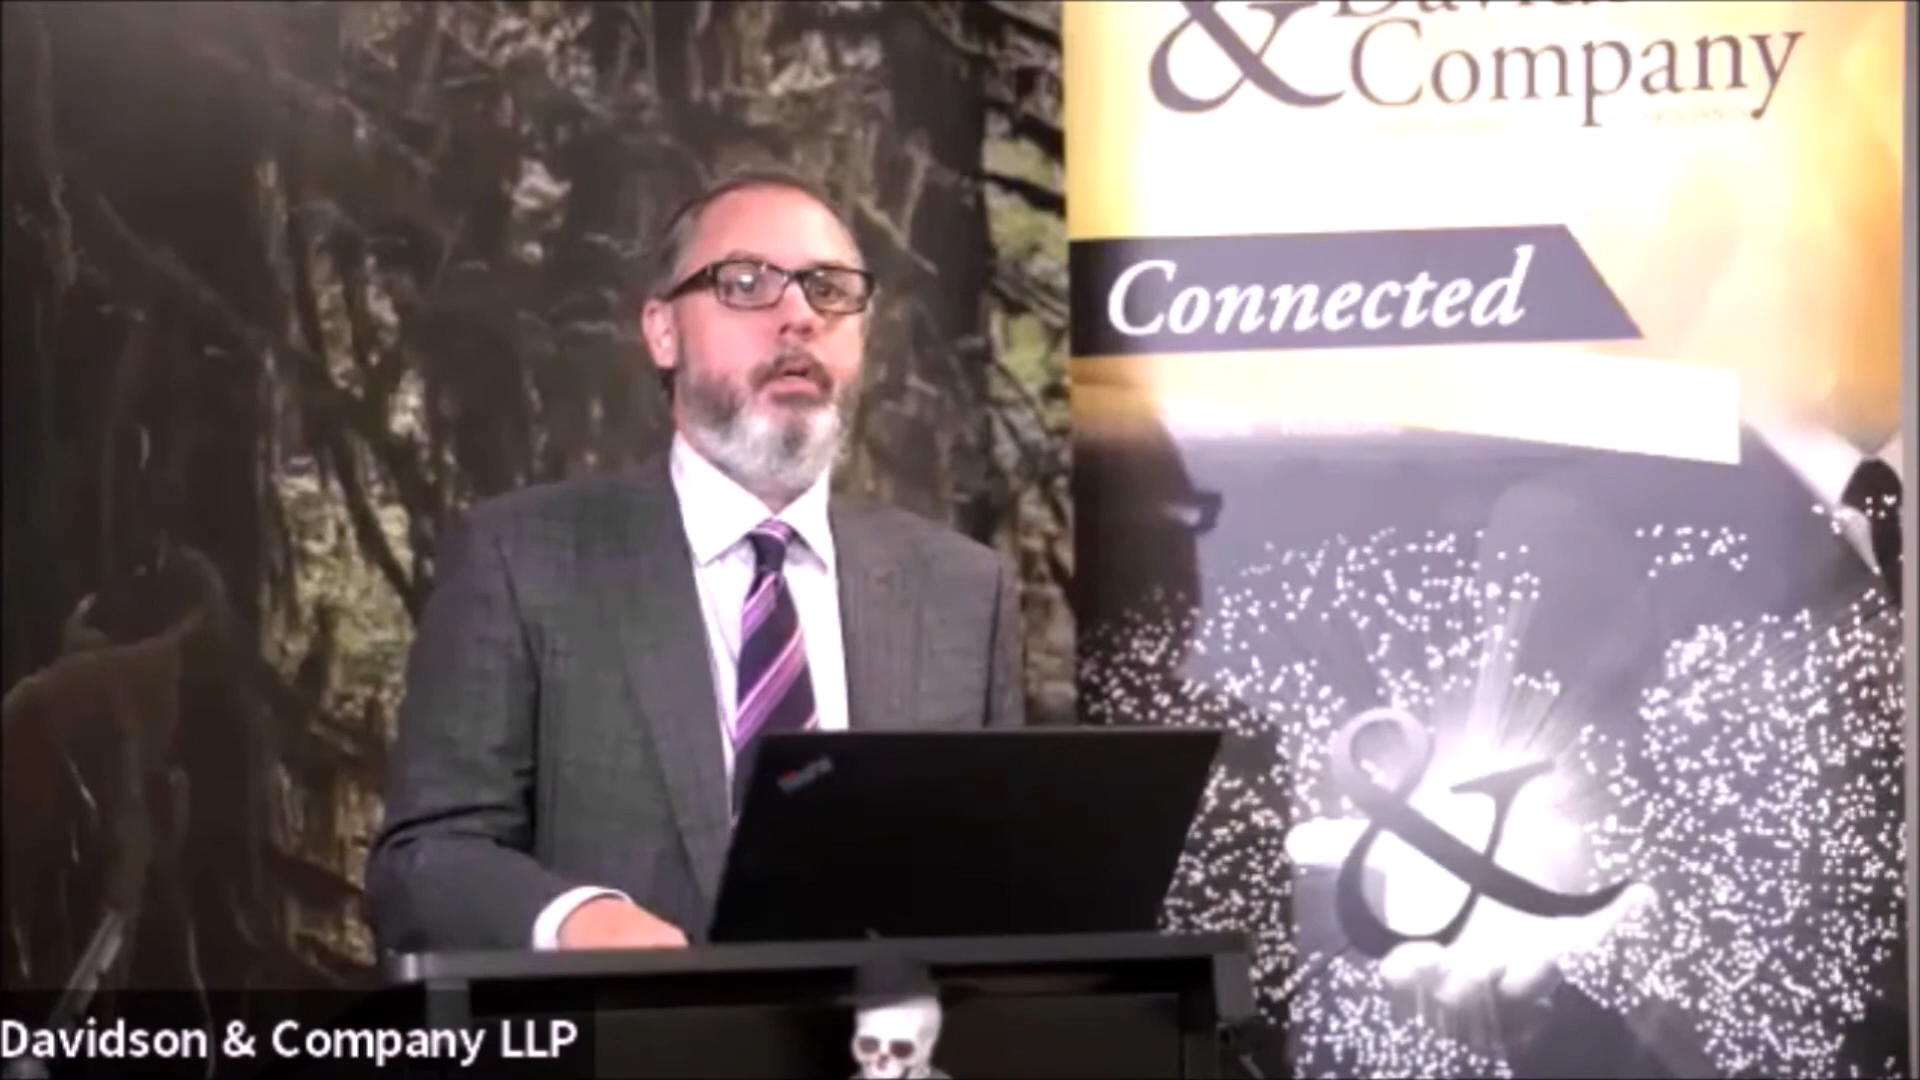 &
Company
Connected
&
Davidson & Company LLP